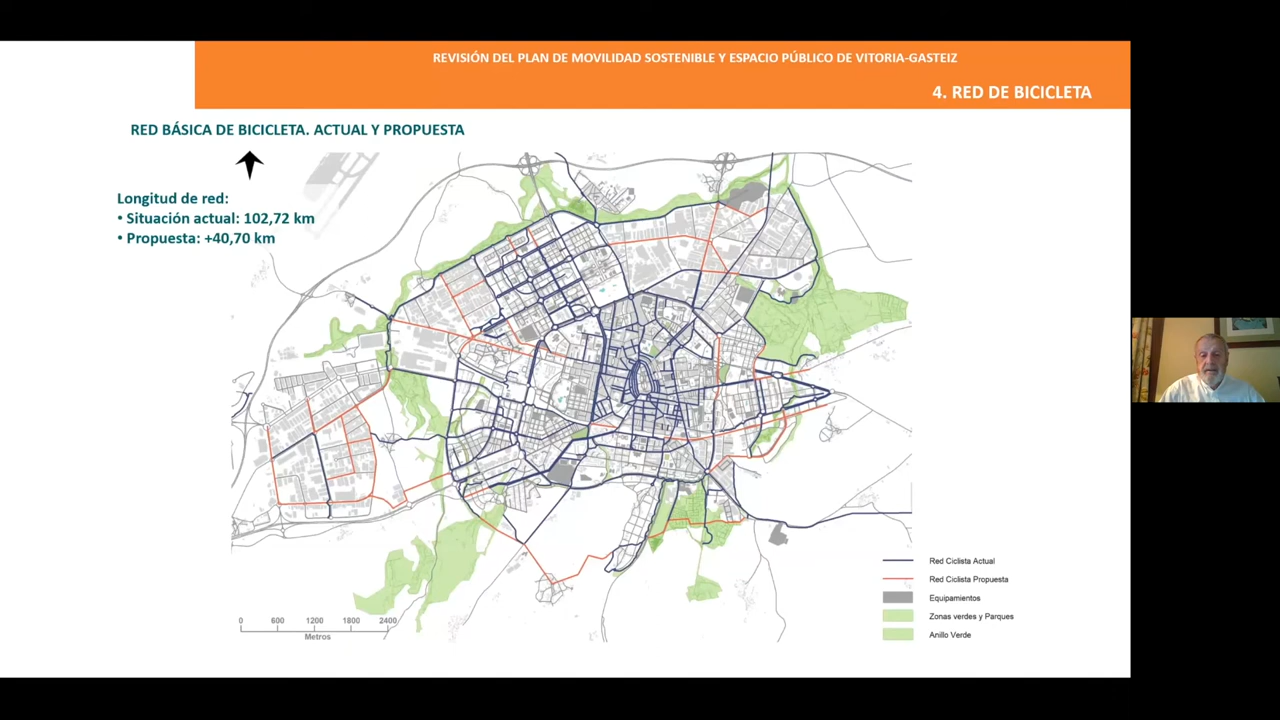 REVISIÓN DEL PLAN DE MOVILIDAD SOSTENIBLE Y ESPACIO PÚBLICO DE VITORIA-GASTEIZ
4. RED DE BICICLETA
RED BÁSICA DE BICICLETA. ACTUAL Y PROPUESTA
Longitud de red:
• Situación actual: 102,72 km
• Propuesta: +40,70 km
Red Ciclista Actual
Red Ciclista Propuesta
Equipamientos
Zonas verdes y Parques
Anillo Verde
0 600 1200 1800 2400
Metros